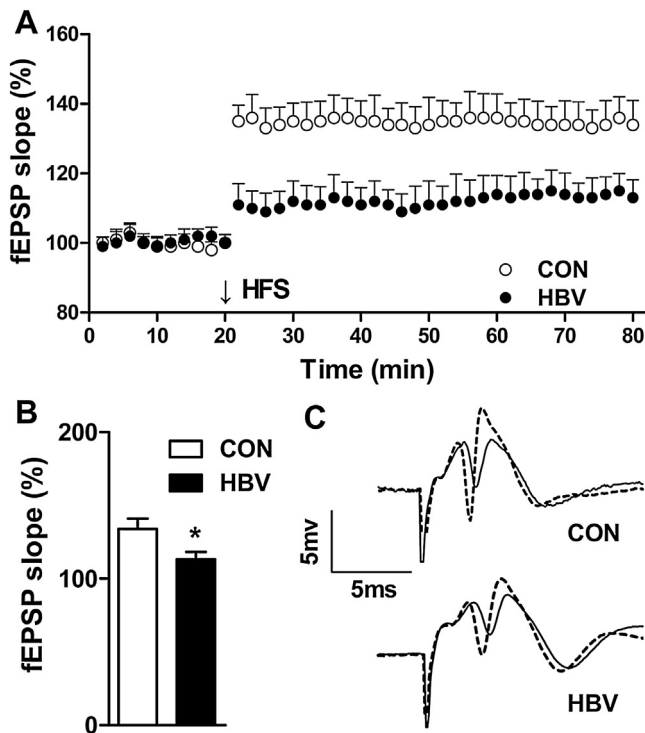 A
fEPSP slope (%)
160
140
120
100
80
↓ HFS
CON
HBV
0 10 20 30 40 50 60 70 80
Time (min)
B
fEPSP slope (%)
200
100
0
CON
HBV
*
C
CON
5mv
5ms
HBV